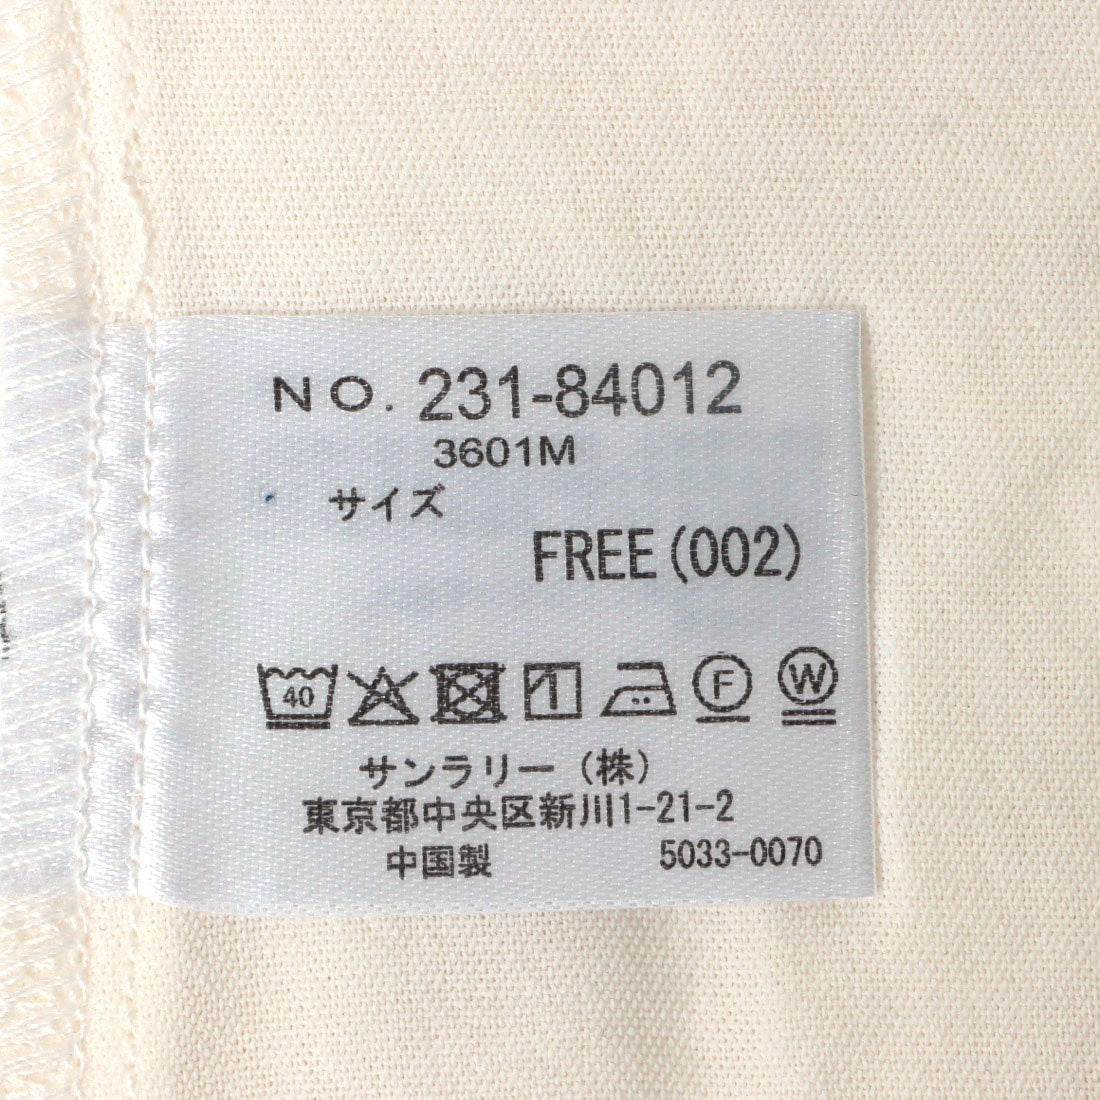 NO. 231-84012
3601M
サイズ
FREE(002)
40 F W
サンラリー(株)
東京都中央区新川1-21-2
中国製 5033-0070